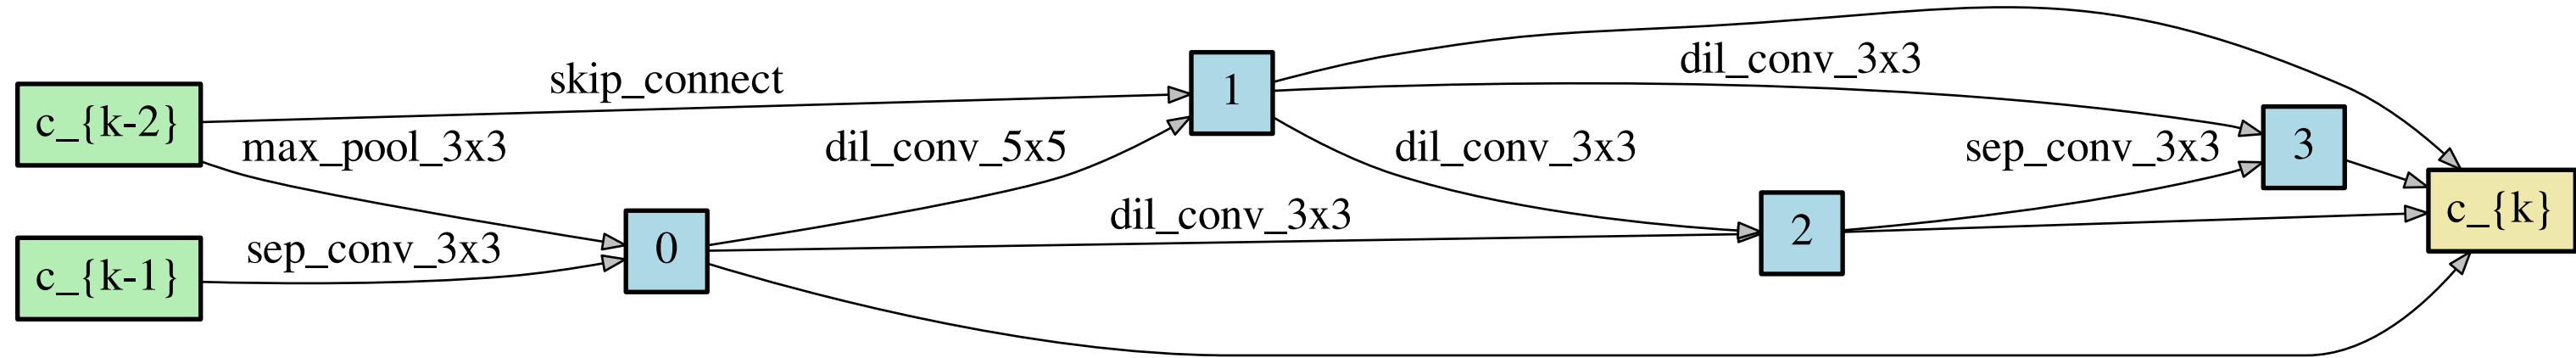 c_{k-2}
c_{k-1}
skip_connect
max_pool_3x3
sep_conv_3x3
0
dil_conv_5x5
dil_conv_3x3
1
dil_conv_3x3
dil_conv_3x3
2
sep_conv_3x3
3
c_{k}